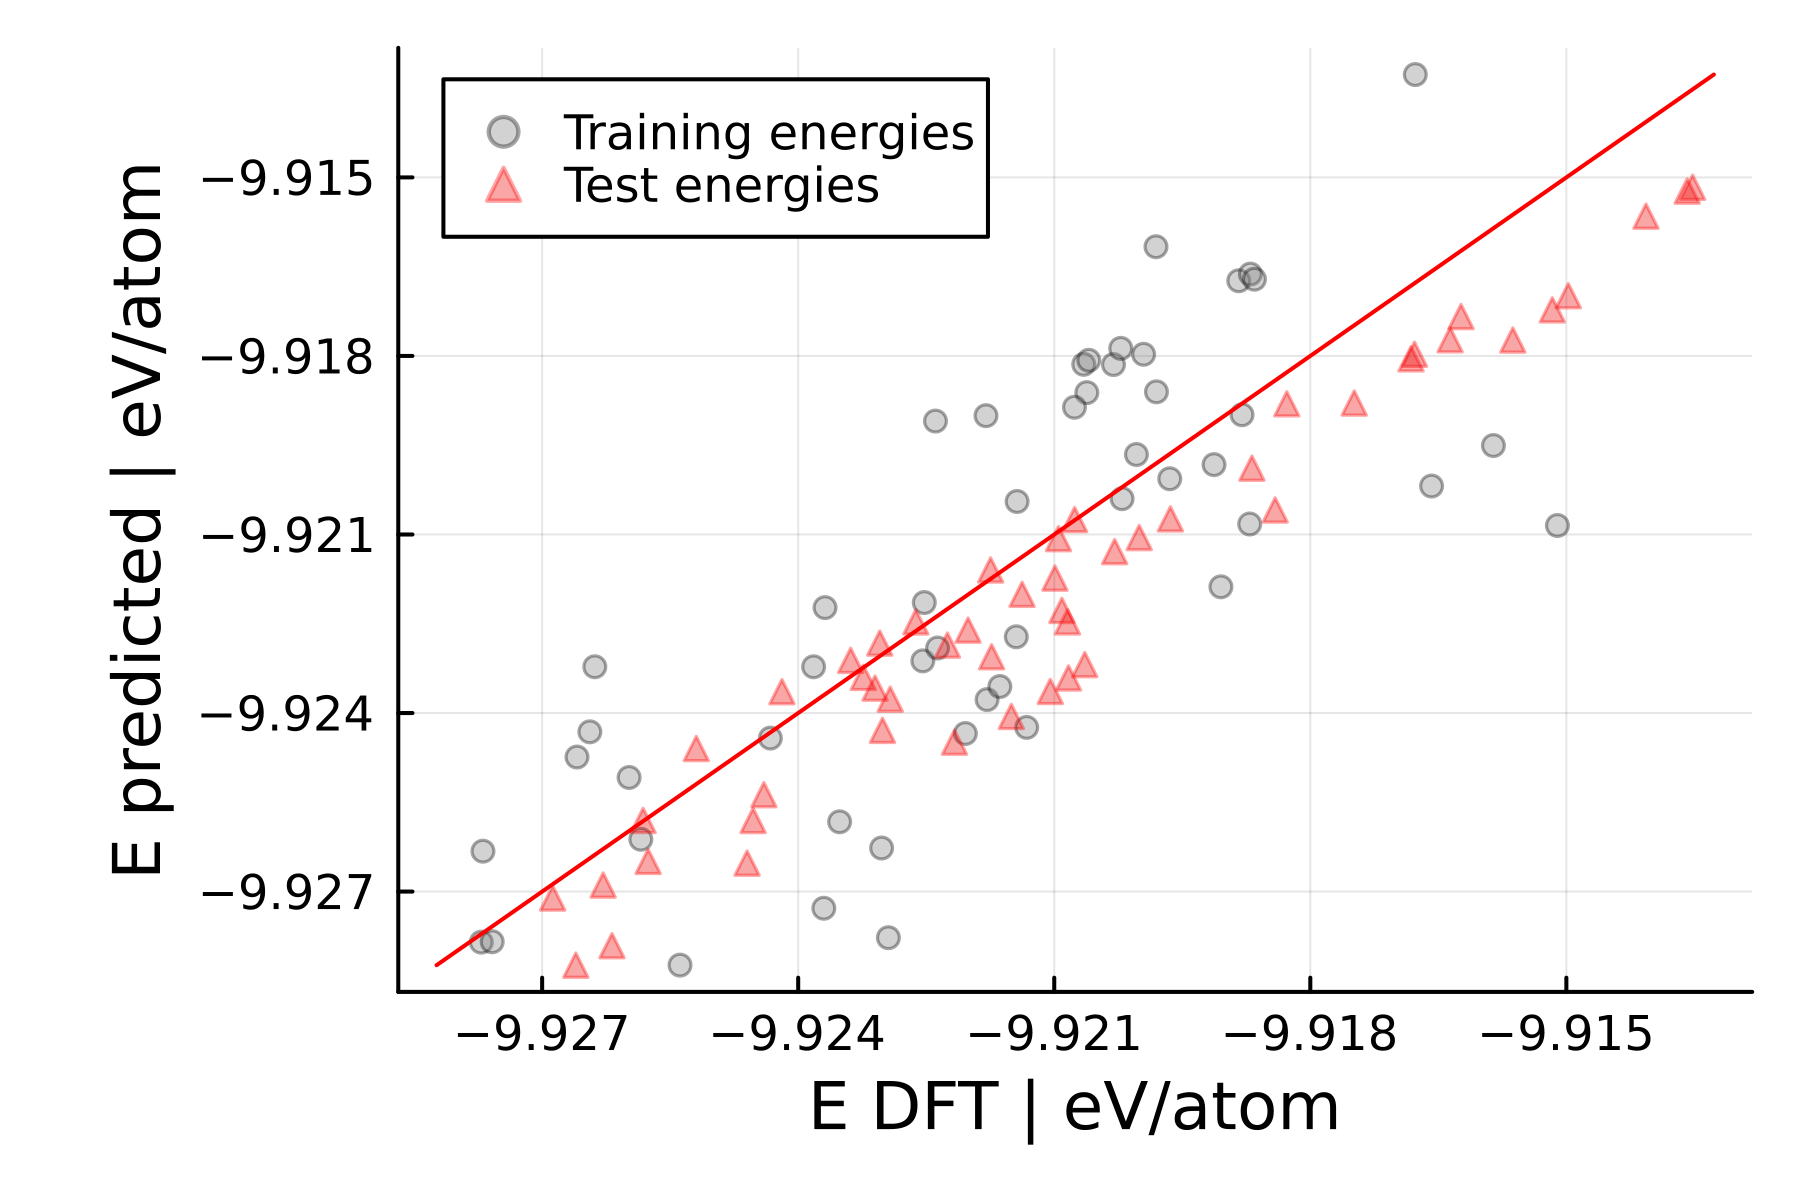 Training energies
Test energies
E predicted | eV/atom
−9.915
−9.918
−9.921
−9.924
−9.927
−9.927
−9.924
−9.921
−9.918
−9.915
E DFT | eV/atom